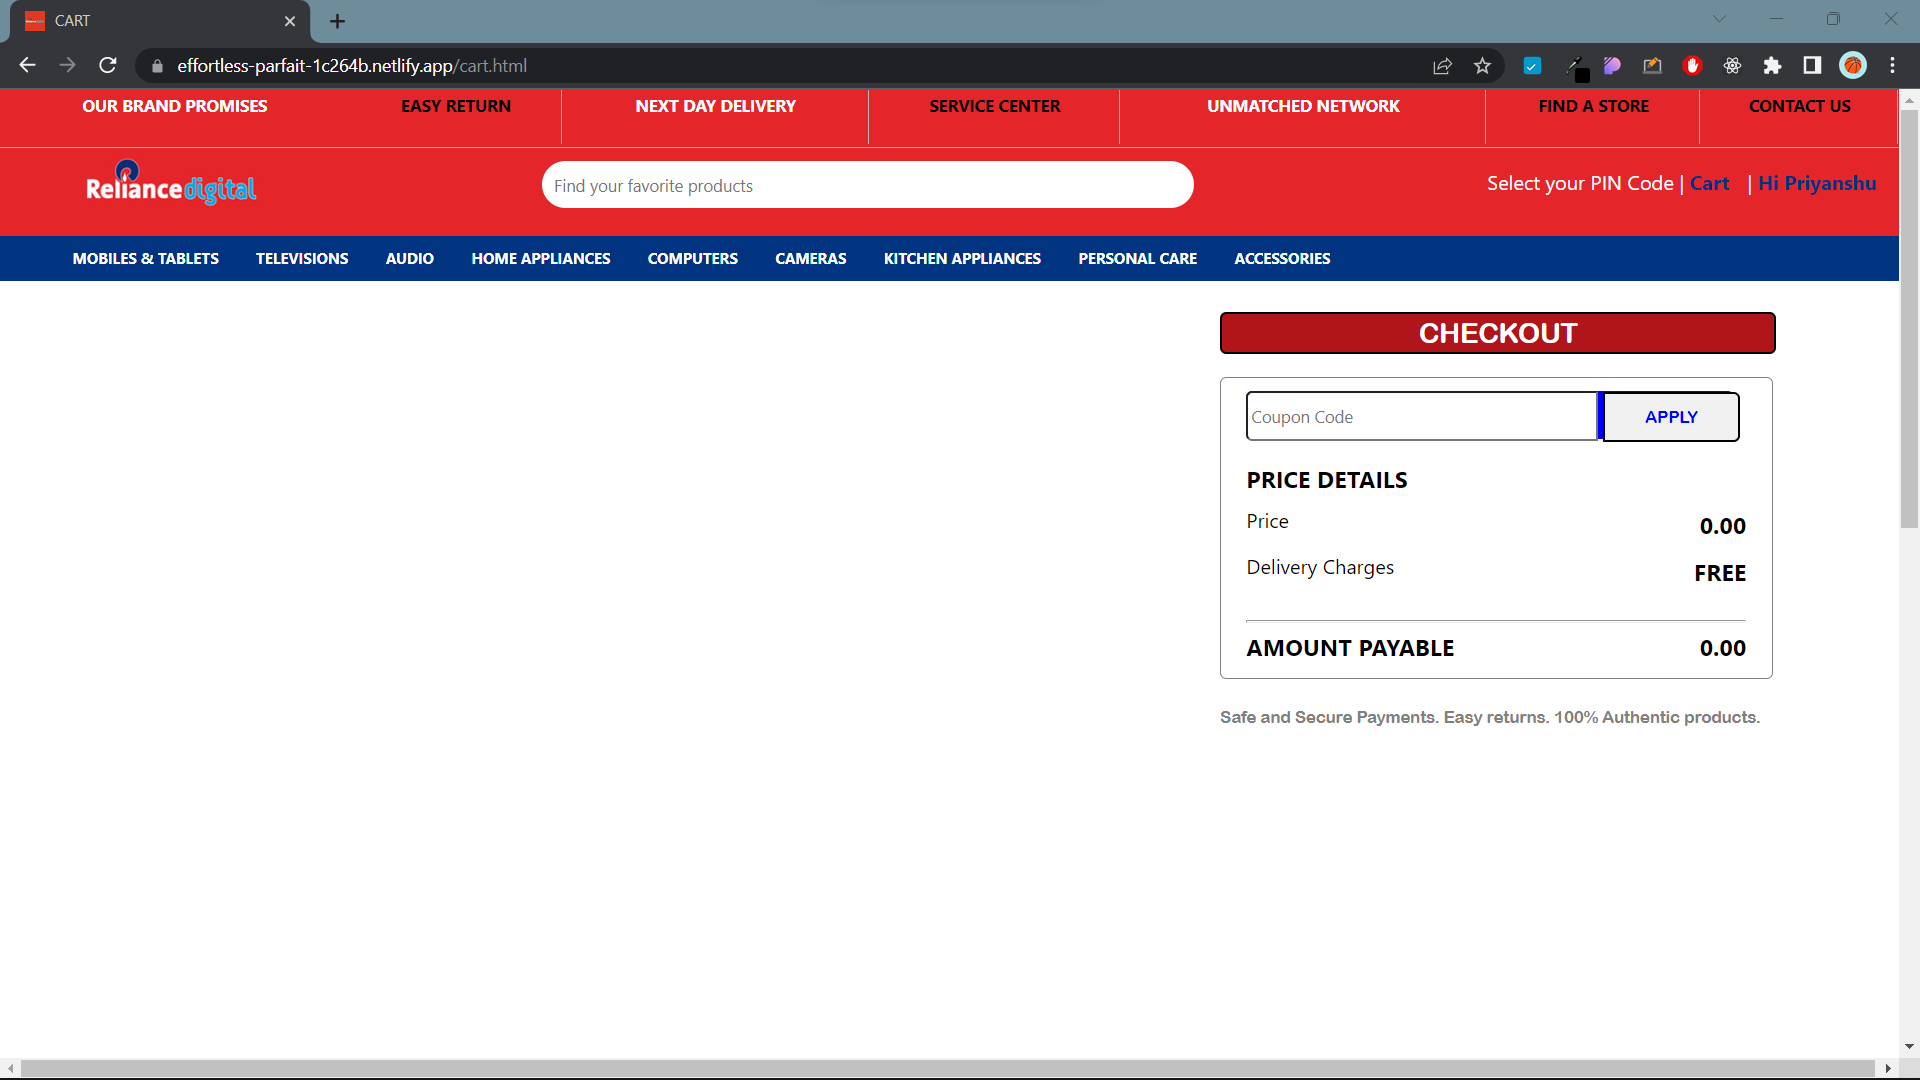 CART
effortless-parfait-1c264b.netlify.app/cart.html
OUR BRAND PROMISES EASY RETURN NEXT DAY DELIVERY SERVICE CENTER UNMATCHED NETWORK FIND A STORE CONTACT US
Reliance digital
Find your favorite products
Select your PIN Code | Cart | Hi Priyanshu
MOBILES & TABLETS TELEVISIONS AUDIO HOME APPLIANCES COMPUTERS CAMERAS KITCHEN APPLIANCES PERSONAL CARE ACCESSORIES
CHECKOUT
Coupon Code APPLY
PRICE DETAILS
Price 0.00
Delivery Charges FREE
AMOUNT PAYABLE 0.00
Safe and Secure Payments. Easy returns. 100% Authentic products.